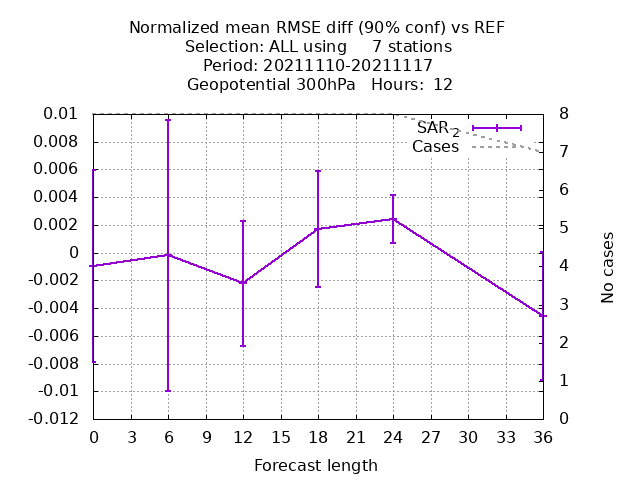 Normalized mean RMSE diff (90% conf) vs REF
Selection: ALL using     7 stations
Period: 20211110-20211117
Geopotential 300hPa   Hours:  12
0.01
0.008
0.006
0.004
0.002
0
-0.002
-0.004
-0.006
-0.008
-0.01
-0.012
SAR2
Cases
8
7
6
5
4
3
2
1
0
No cases
0 3 6 9 12 15 18 21 24 27 30 33 36
Forecast length